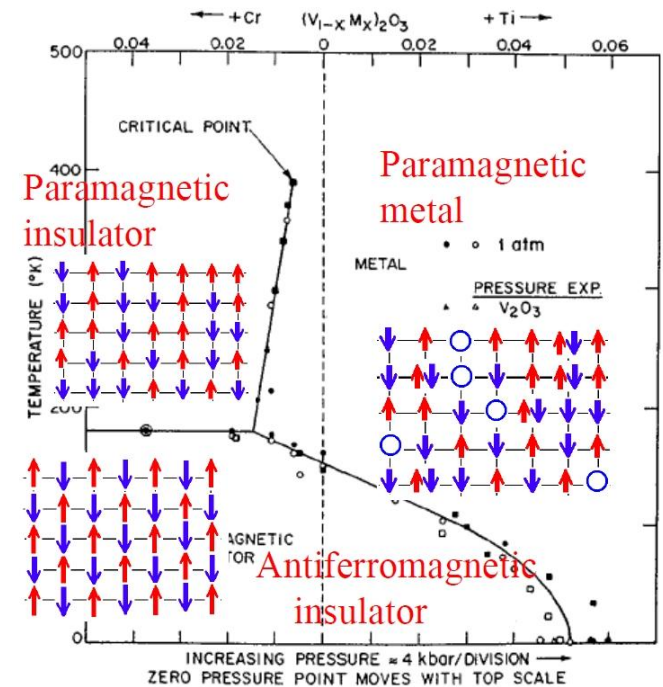 ← +Cr (V₁₋ₓMₓ)₂O₃ + Ti →
0.04 0.02 0 0.02 0.04 0.06
500
CRITICAL POINT
400
Paramagnetic
insulator
Paramagnetic
metal
1 atm
METAL
PRESSURE EXP.
V₂O₃
TEMPERATURE (°K)
200
AGNETIC
TOR
Antiferromagnetic
insulator
0
INCREASING PRESSURE ≈ 4 kbar/DIVISION →
ZERO PRESSURE POINT MOVES WITH TOP SCALE